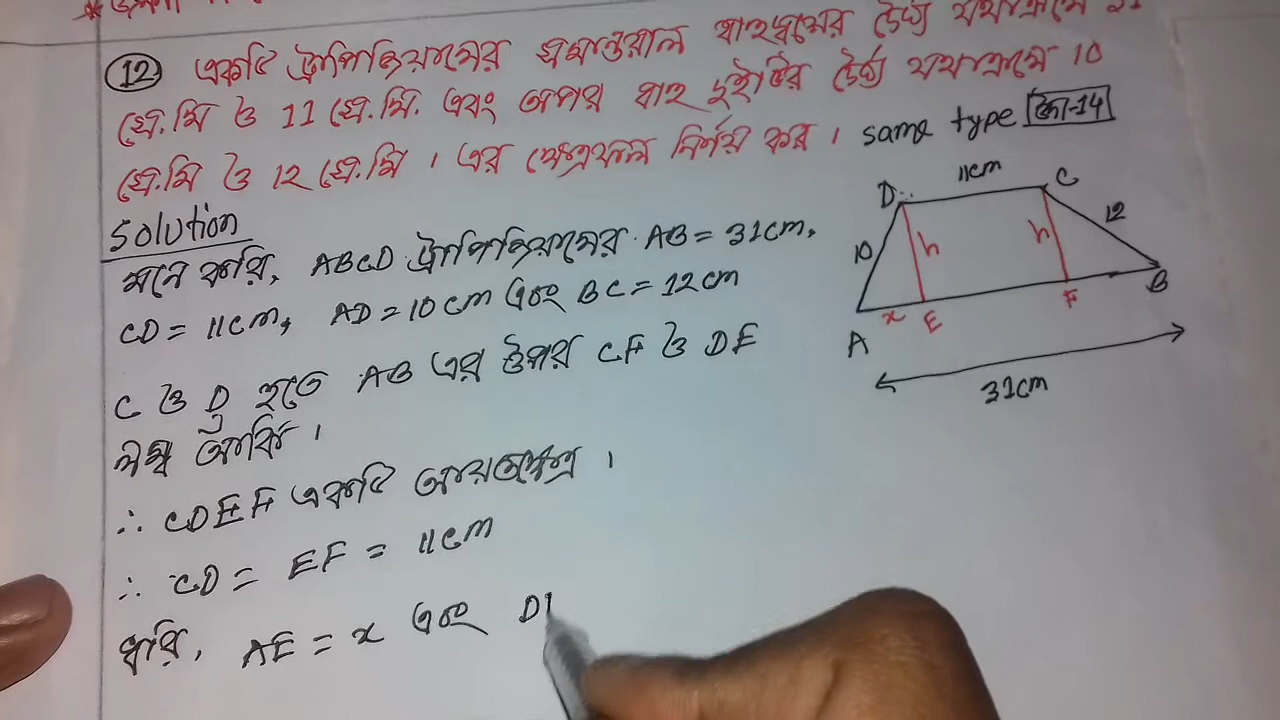 (12) একটি ট্রাপিজিয়ামের সমান্তরাল বাহুদ্বয়ের দৈর্ঘ্য যথাক্রমে 31
সে.মি ও 11 সে.মি. এবং অপর বাহু দুইটির দৈর্ঘ্য যথাক্রমে 10
সে.মি ও 12 সে.মি । এর ক্ষেত্রফল নির্ণয় কর । same type উদা-14
Solution
মনে করি, ABCD ট্রাপিজিয়ামের AB = 31cm,
CD = 11cm, AD = 10cm এবং BC = 12cm
C ও D হতে AB এর উপর CF ও DE
লম্ব আঁকি ।
∴ CDEF একটি আয়তক্ষেত্র ।
∴ CD = EF = 11cm
ধরি, AE = x এবং D
D 11cm C
10 h h 12
A x E F B
31cm